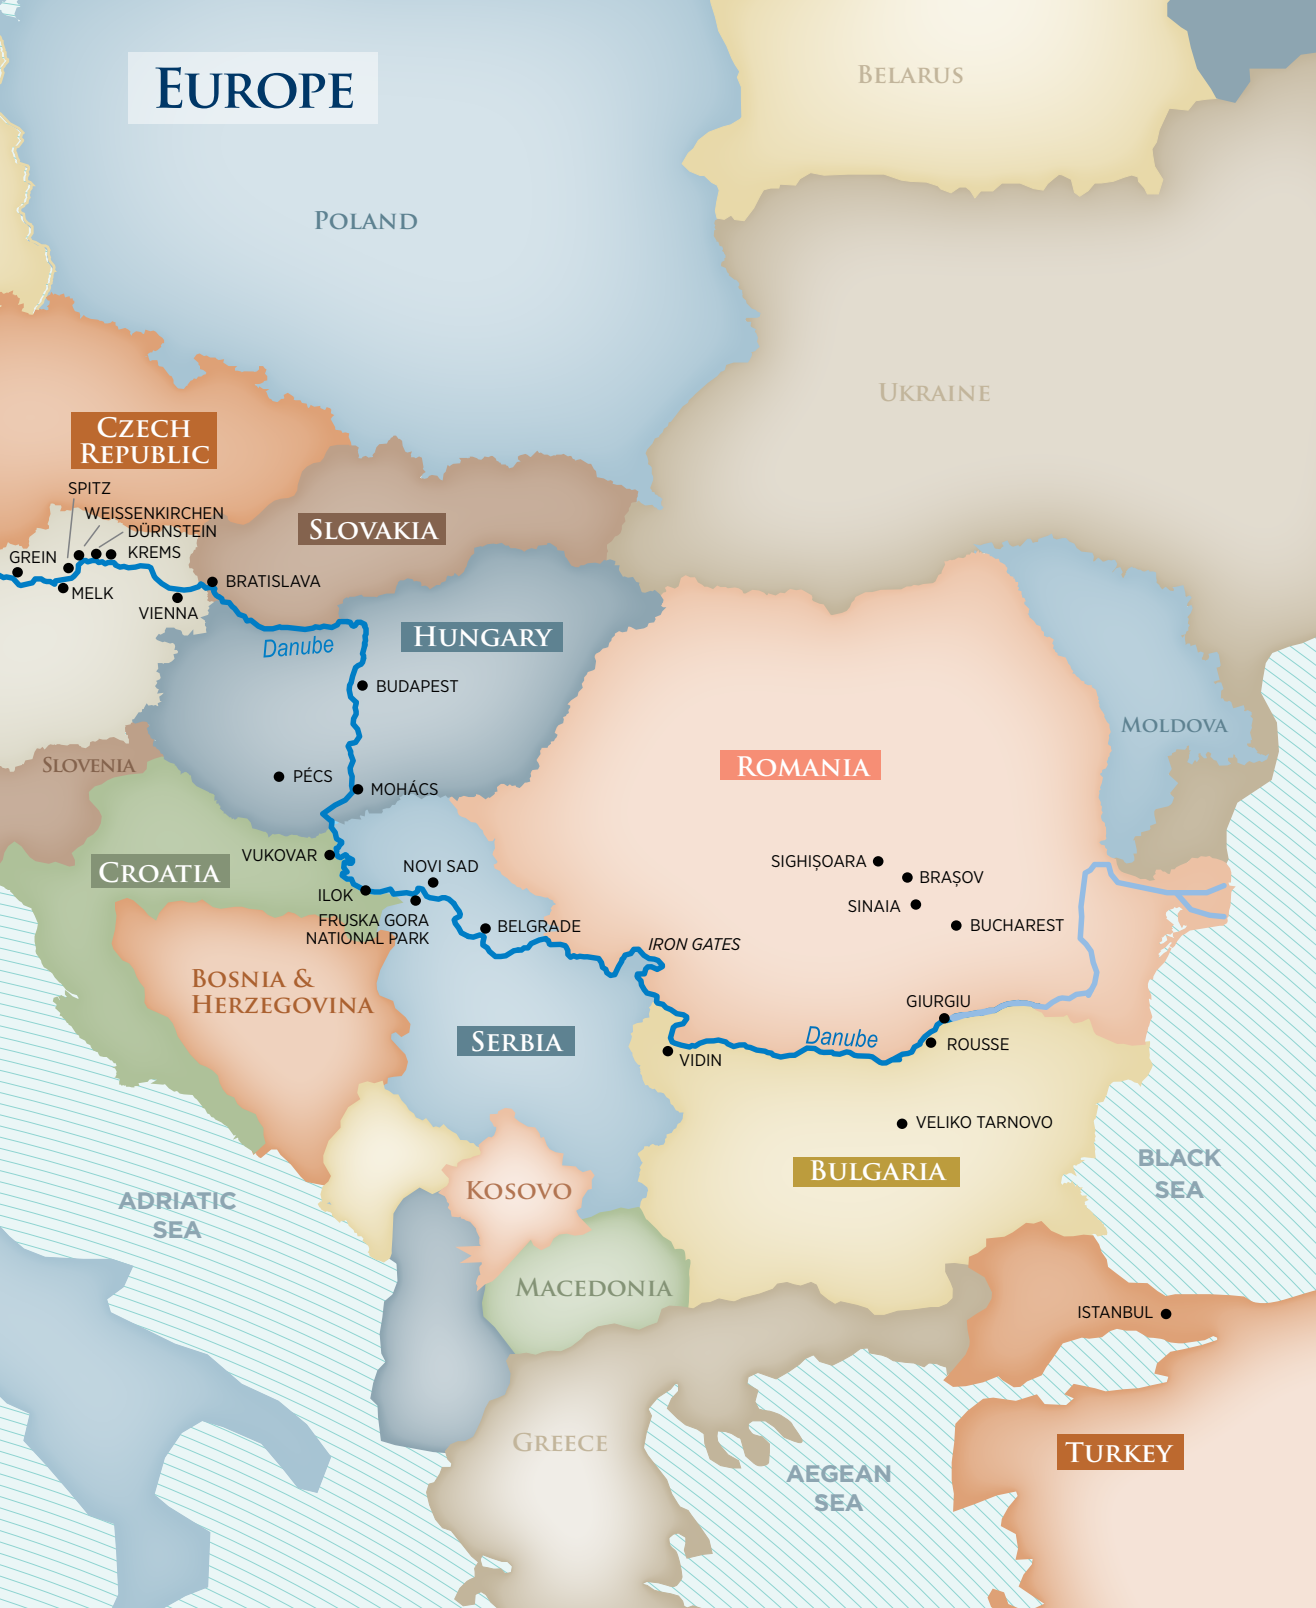 EUROPE
BELARUS
POLAND
UKRAINE
CZECH
REPUBLIC
SPITZ
WEISSENKIRCHEN
DÜRNSTEIN
KREMS
GREIN
MELK
VIENNA
SLOVAKIA
BRATISLAVA
HUNGARY
Danube
BUDAPEST
MOLDOVA
SLOVENIA
ROMANIA
PÉCS
MOHÁCS
VUKOVAR
CROATIA
NOVI SAD
ILOK
FRUSKA GORA
NATIONAL PARK
BELGRADE
SIGHIȘOARA
BRAȘOV
SINAIA
BUCHAREST
IRON GATES
BOSNIA &
HERZEGOVINA
GIURGIU
SERBIA
Danube
ROUSSE
VIDIN
VELIKO TARNOVO
BULGARIA
BLACK
SEA
ADRIATIC
SEA
KOSOVO
MACEDONIA
ISTANBUL
GREECE
TURKEY
AEGEAN
SEA